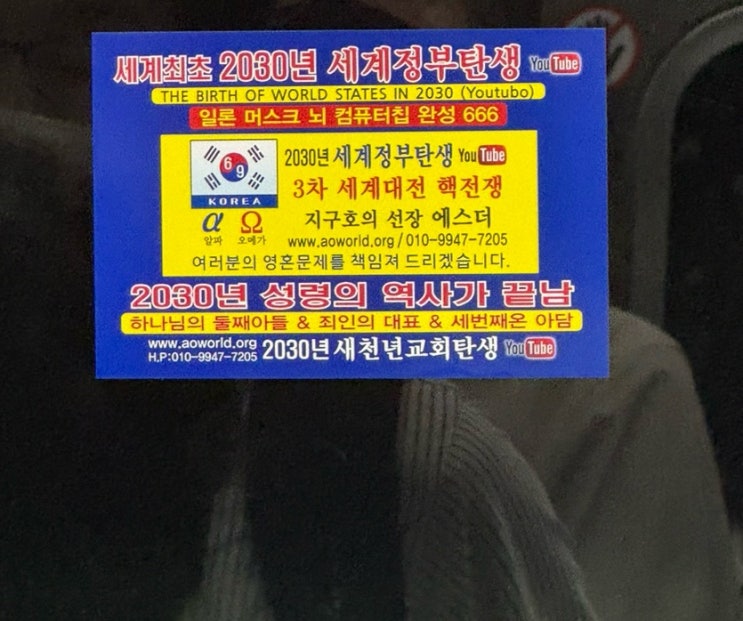 세계최초 2030년 세계정부탄생 YouTube
THE BIRTH OF WORLD STATES IN 2030 (Youtubo)
일론 머스크 뇌 컴퓨터칩 완성 666
6 9
KOREA
α Ω
알파 오메가
2030년 세계정부탄생 YouTube
3차 세계대전 핵전쟁
지구호의 선장 에스더
www.aoworld.org / 010-9947-7205
여러분의 영혼문제를 책임져 드리겠습니다.
2030년 성령의 역사가 끝남
하나님의 둘째아들 & 죄인의 대표 & 세번째온 아담
www.aoworld.org
H.P:010-9947-7205
2030년 새천년교회탄생 YouTube